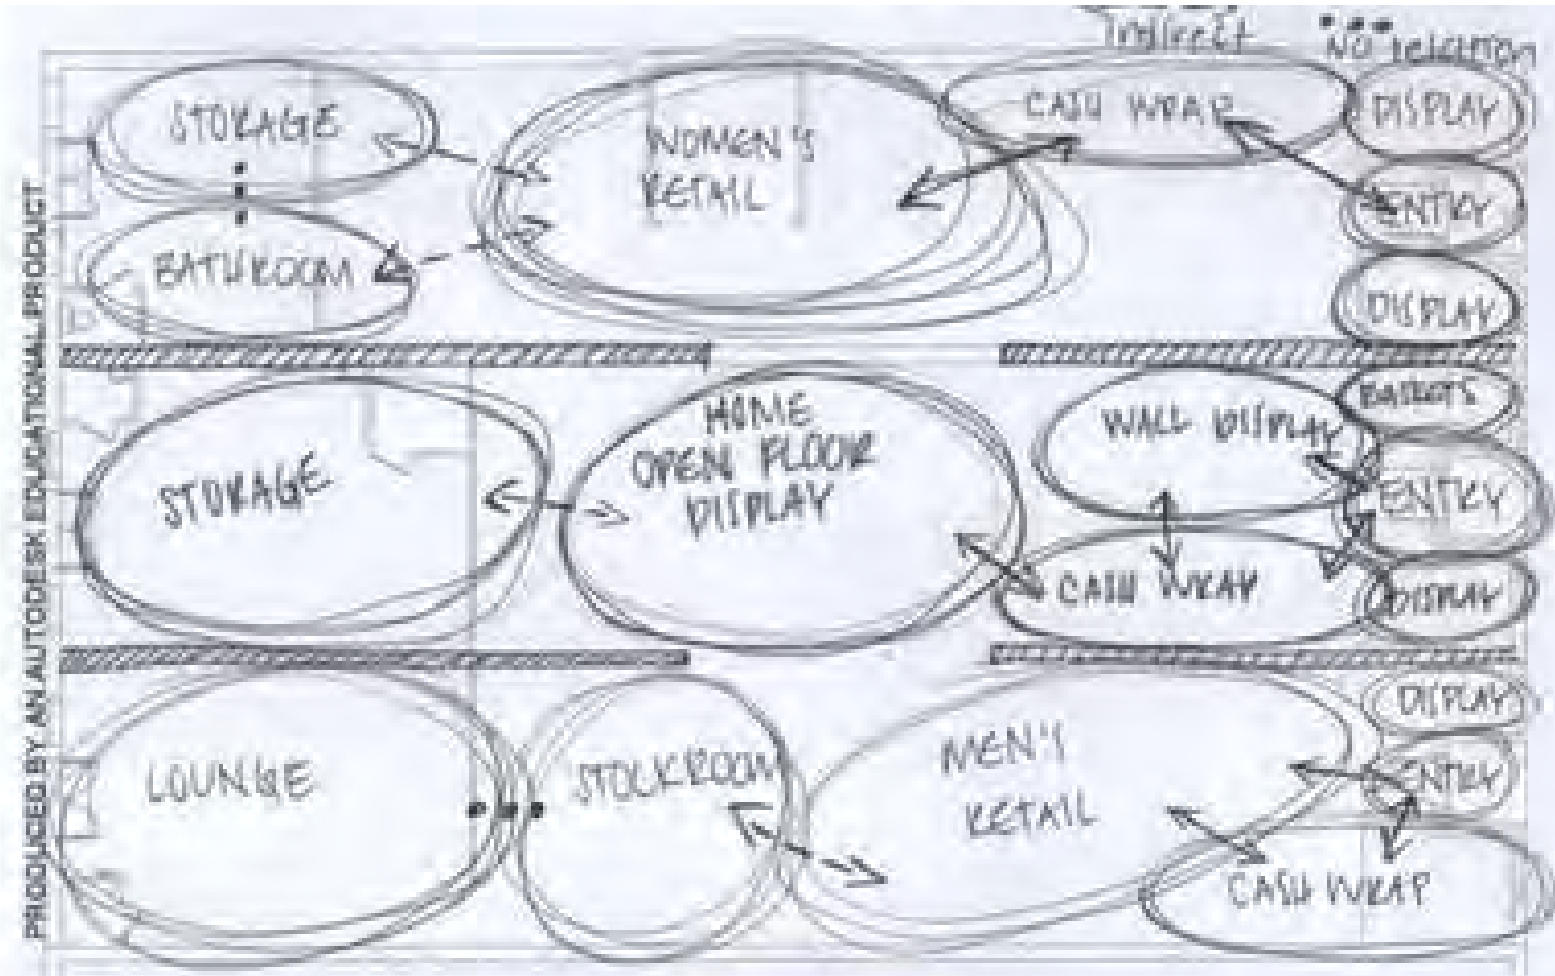 Indirect
NO relation
STORAGE
WOMEN'S
RETAIL
CASH WRAP
DISPLAY
ENTRY
BATHROOM
DISPLAY
PRODUCED BY AN AUTODESK EDUCATIONAL PRODUCT
STORAGE
HOME
OPEN FLOOR
DISPLAY
WALL DISPLAY
BASKETS
ENTRY
CASH WRAP
DISPLAY
LOUNGE
STOCKROOM
MEN'S
RETAIL
DISPLAY
ENTRY
CASH WRAP